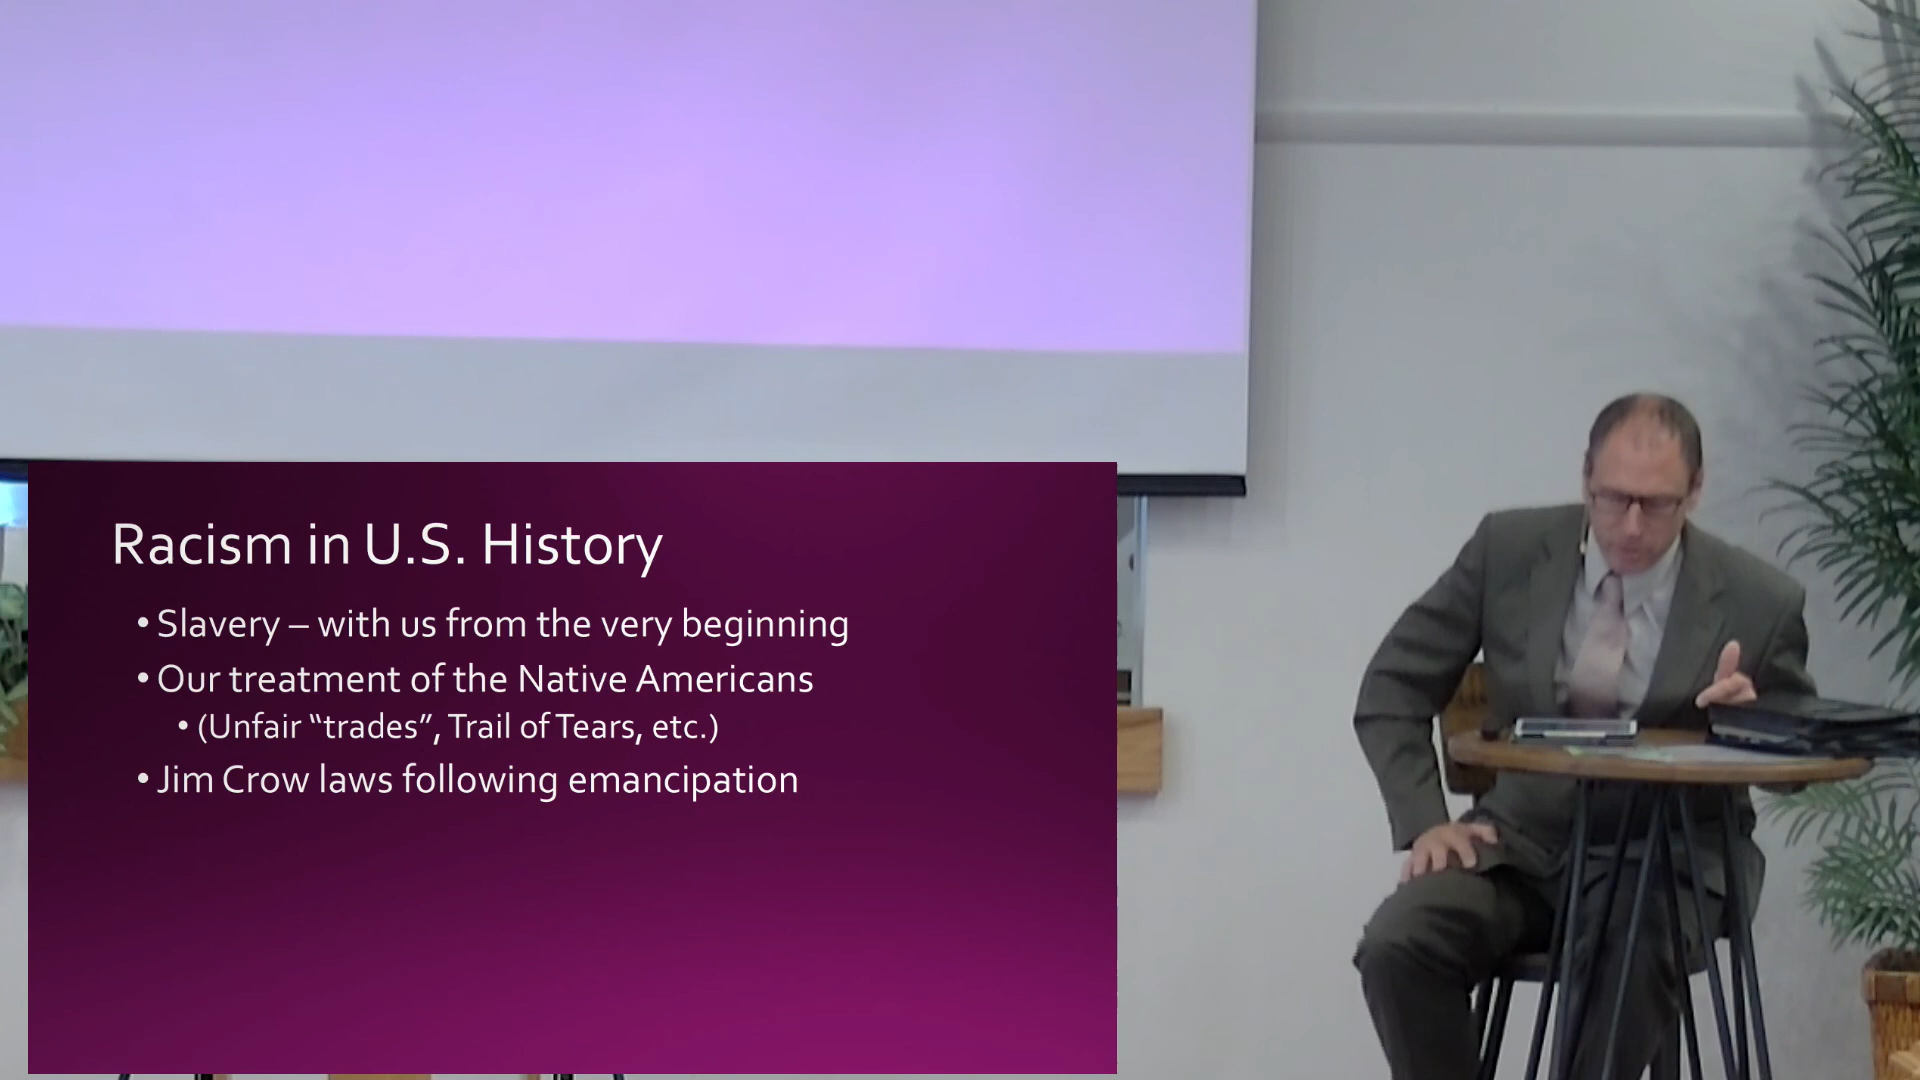 Racism in U.S. History
• Slavery – with us from the very beginning
• Our treatment of the Native Americans
• (Unfair “trades”, Trail of Tears, etc.)
• Jim Crow laws following emancipation